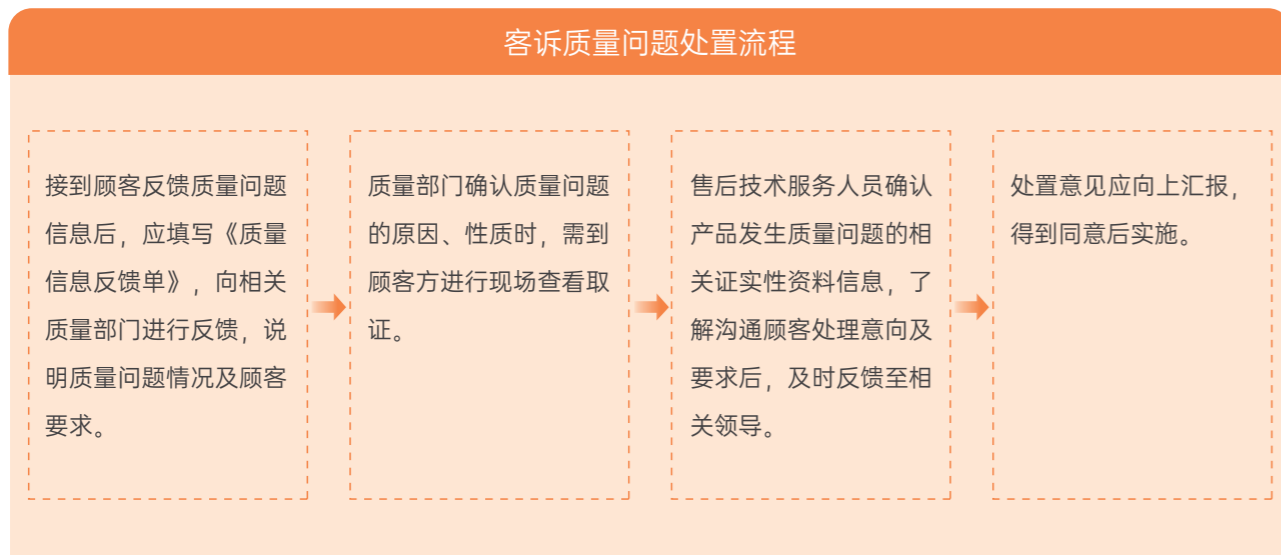 客诉质量问题处置流程
接到顾客反馈质量问题
信息后，应填写《质量
信息反馈单》，向相关
质量部门进行反馈，说
明质量问题情况及顾客
要求。
质量部门确认质量问题
的原因、性质时，需到
顾客方进行现场查看取
证。
售后技术服务人员确认
产品发生质量问题的相
关证实性资料信息，了
解沟通顾客处理意向及
要求后，及时反馈至相
关领导。
处置意见应向上汇报，
得到同意后实施。